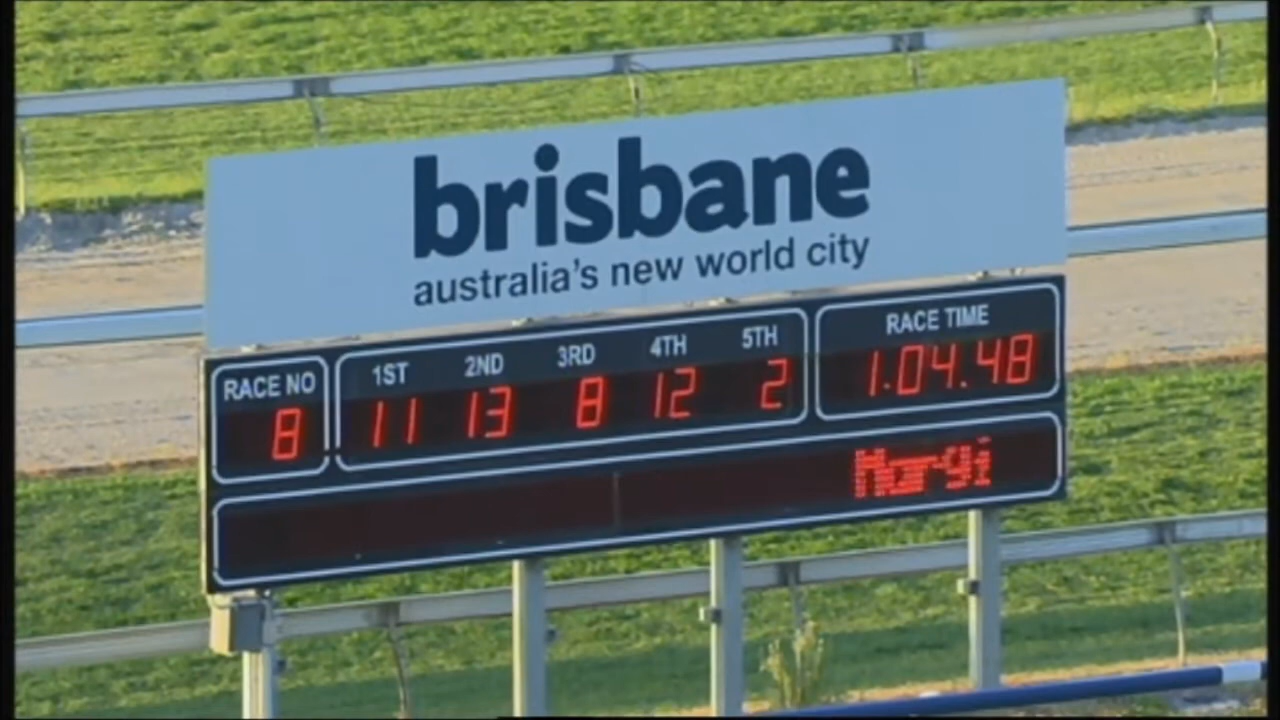 brisbane
australia's new world city
RACE NO 1ST 2ND 3RD 4TH 5TH RACE TIME
8 11 13 8 12 2 1.04.48